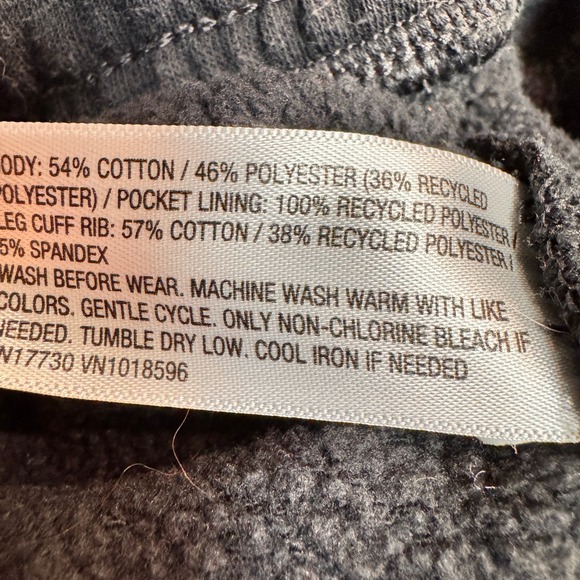 ODY: 54% COTTON / 46% POLYESTER (36% RECYCLED
POLYESTER) / POCKET LINING: 100% RECYCLED POLYESTER /
LEG CUFF RIB: 57% COTTON / 38% RECYCLED POLYESTER /
5% SPANDEX
WASH BEFORE WEAR. MACHINE WASH WARM WITH LIKE
COLORS. GENTLE CYCLE. ONLY NON-CHLORINE BLEACH IF
NEEDED. TUMBLE DRY LOW. COOL IRON IF NEEDED
VN17730 VN1018596